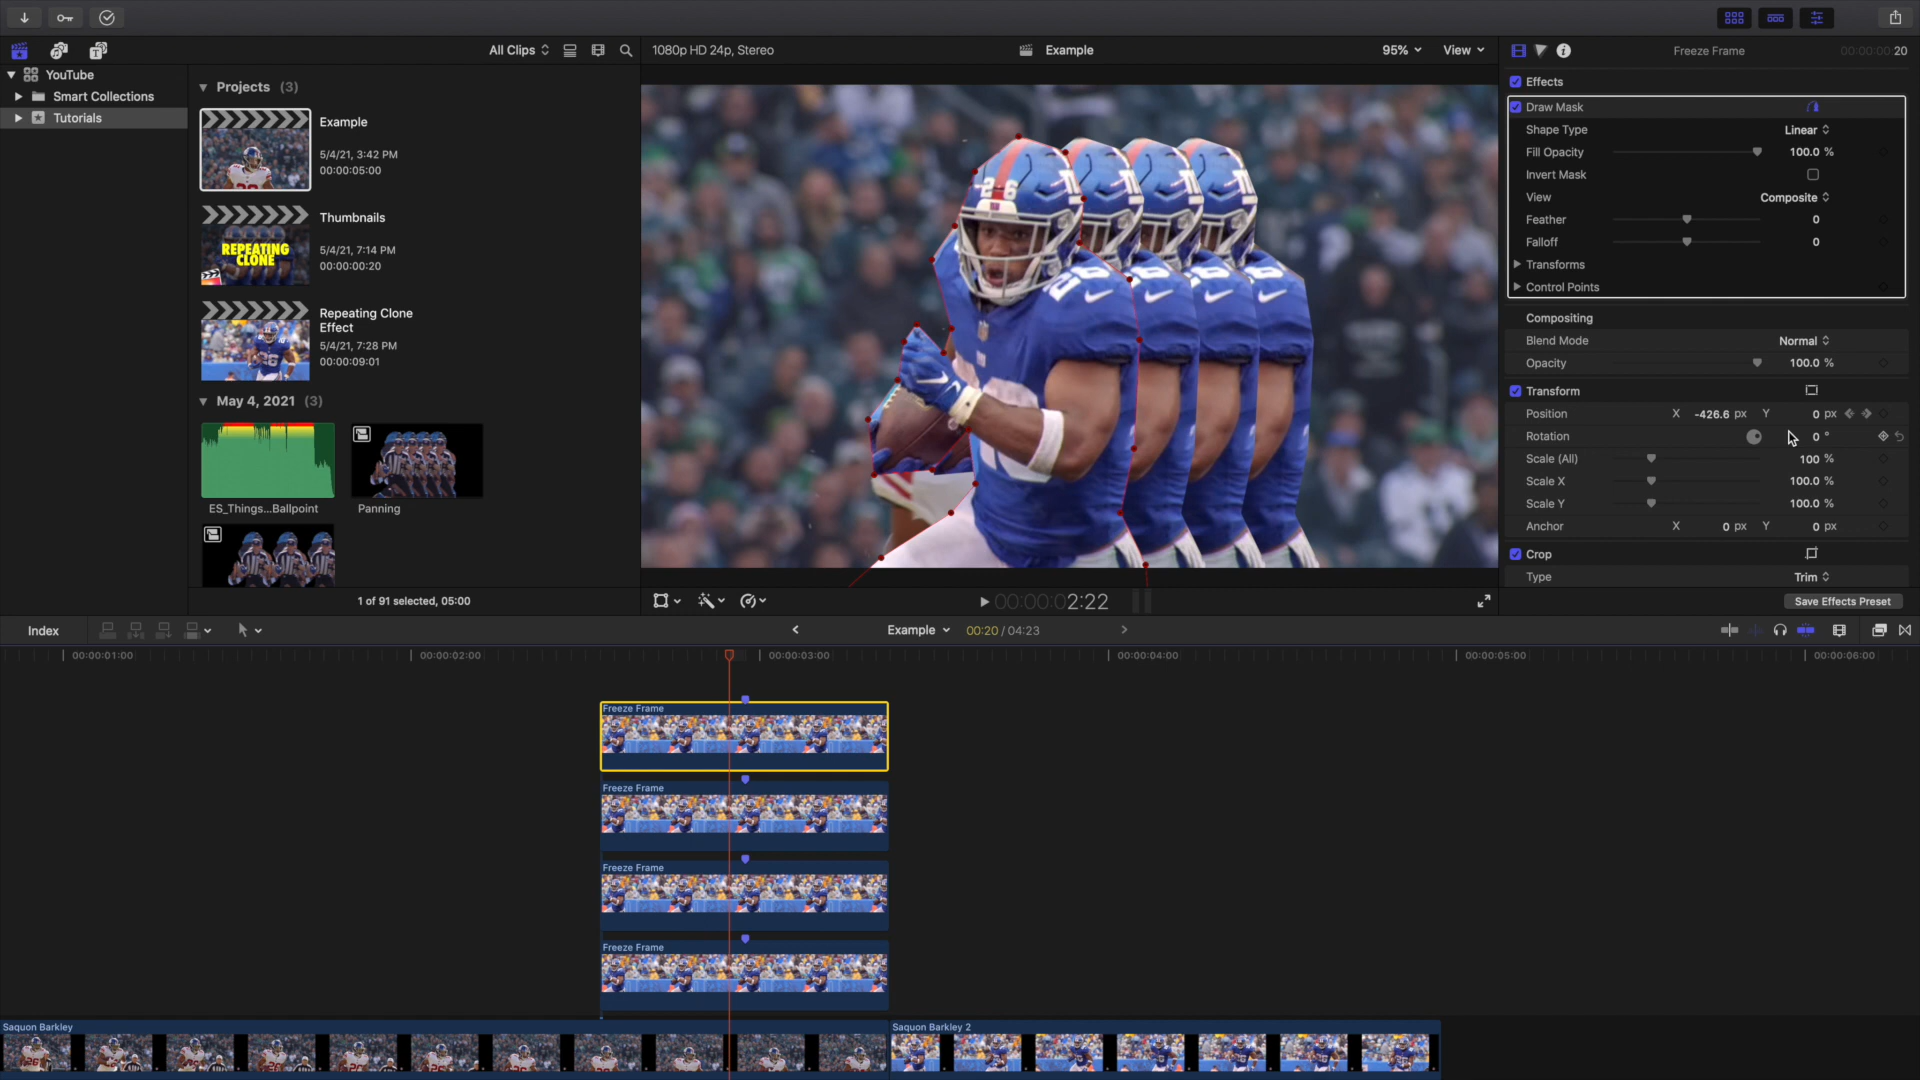 All Clips
1080p HD 24p, Stereo
Example
95%
View
Freeze Frame
00:00:00:00 20
YouTube
Smart Collections
Tutorials
Projects (3)
Example
5/4/21, 3:42 PM
00:00:05:00
Thumbnails
5/4/21, 7:14 PM
00:00:00:20
REPEATING
CLONE
Repeating Clone
Effect
5/4/21, 7:28 PM
00:00:09:01
May 4, 2021 (3)
ES_Things...Ballpoint
Panning
1 of 91 selected, 05:00
26
Effects
Draw Mask
Shape Type
Linear
Fill Opacity
100.0 %
Invert Mask
View
Composite
Feather
0
Falloff
0
Transforms
Control Points
Compositing
Blend Mode
Normal
Opacity
100.0 %
Transform
Position
X -426.6 px Y 0 px
Rotation
0 °
Scale (All)
100 %
Scale X
100.0 %
Scale Y
100.0 %
Anchor
X 0 px Y 0 px
Crop
Type
Trim
Save Effects Preset
00:00:00:02:22
Index
Example
00:20 / 04:23
00:00:01:00
00:00:02:00
00:00:03:00
00:00:04:00
00:00:05:00
00:00:06:00
Freeze Frame
Freeze Frame
Freeze Frame
Freeze Frame
Saquon Barkley
Saquon Barkley 2